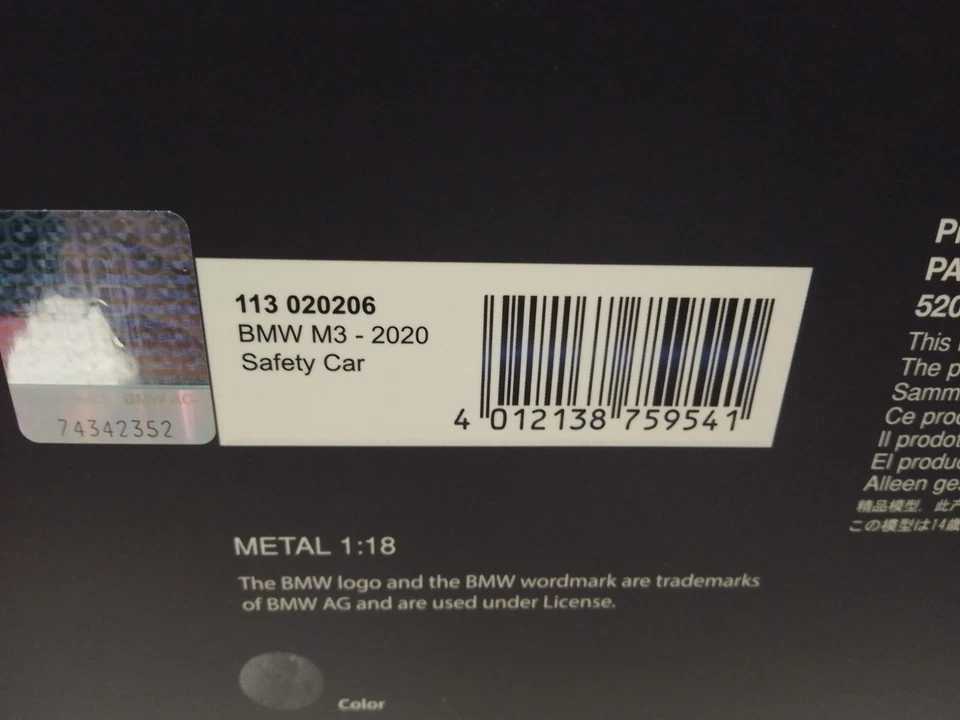 113 020206
BMW M3 - 2020
Safety Car
4 012138 759541
BMW AG
74342352
METAL 1:18
The BMW logo and the BMW wordmark are trademarks
of BMW AG and are used under License.
Color
PA
520
This
The p
Samm
Ce proc
Il prodot
El produc
Alleen ge
精品模型. 此产
この模型は14歳